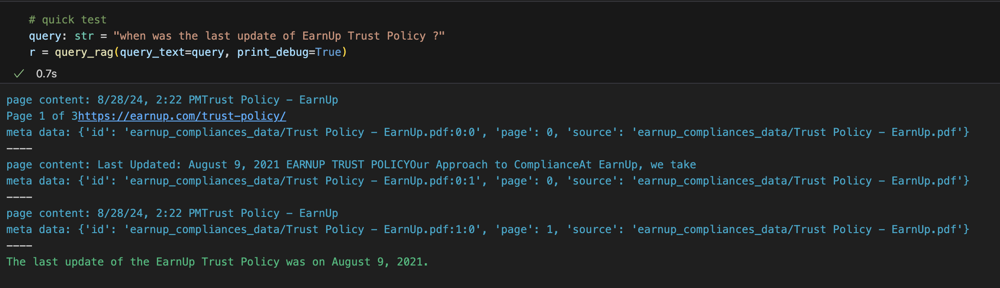 # quick test
query: str = "when was the last update of EarnUp Trust Policy ?"
r = query_rag(query_text=query, print_debug=True)
✓ 0.7s
page content: 8/28/24, 2:22 PMTrust Policy – EarnUp
Page 1 of 3https://earnup.com/trust-policy/
meta data: {'id': 'earnup_compliances_data/Trust Policy – EarnUp.pdf:0:0', 'page': 0, 'source': 'earnup_compliances_data/Trust Policy – EarnUp.pdf'}
----
page content: Last Updated: August 9, 2021 EARNUP TRUST POLICYOur Approach to ComplianceAt EarnUp, we take
meta data: {'id': 'earnup_compliances_data/Trust Policy – EarnUp.pdf:0:1', 'page': 0, 'source': 'earnup_compliances_data/Trust Policy – EarnUp.pdf'}
----
page content: 8/28/24, 2:22 PMTrust Policy – EarnUp
meta data: {'id': 'earnup_compliances_data/Trust Policy – EarnUp.pdf:1:0', 'page': 1, 'source': 'earnup_compliances_data/Trust Policy – EarnUp.pdf'}
----
The last update of the EarnUp Trust Policy was on August 9, 2021.